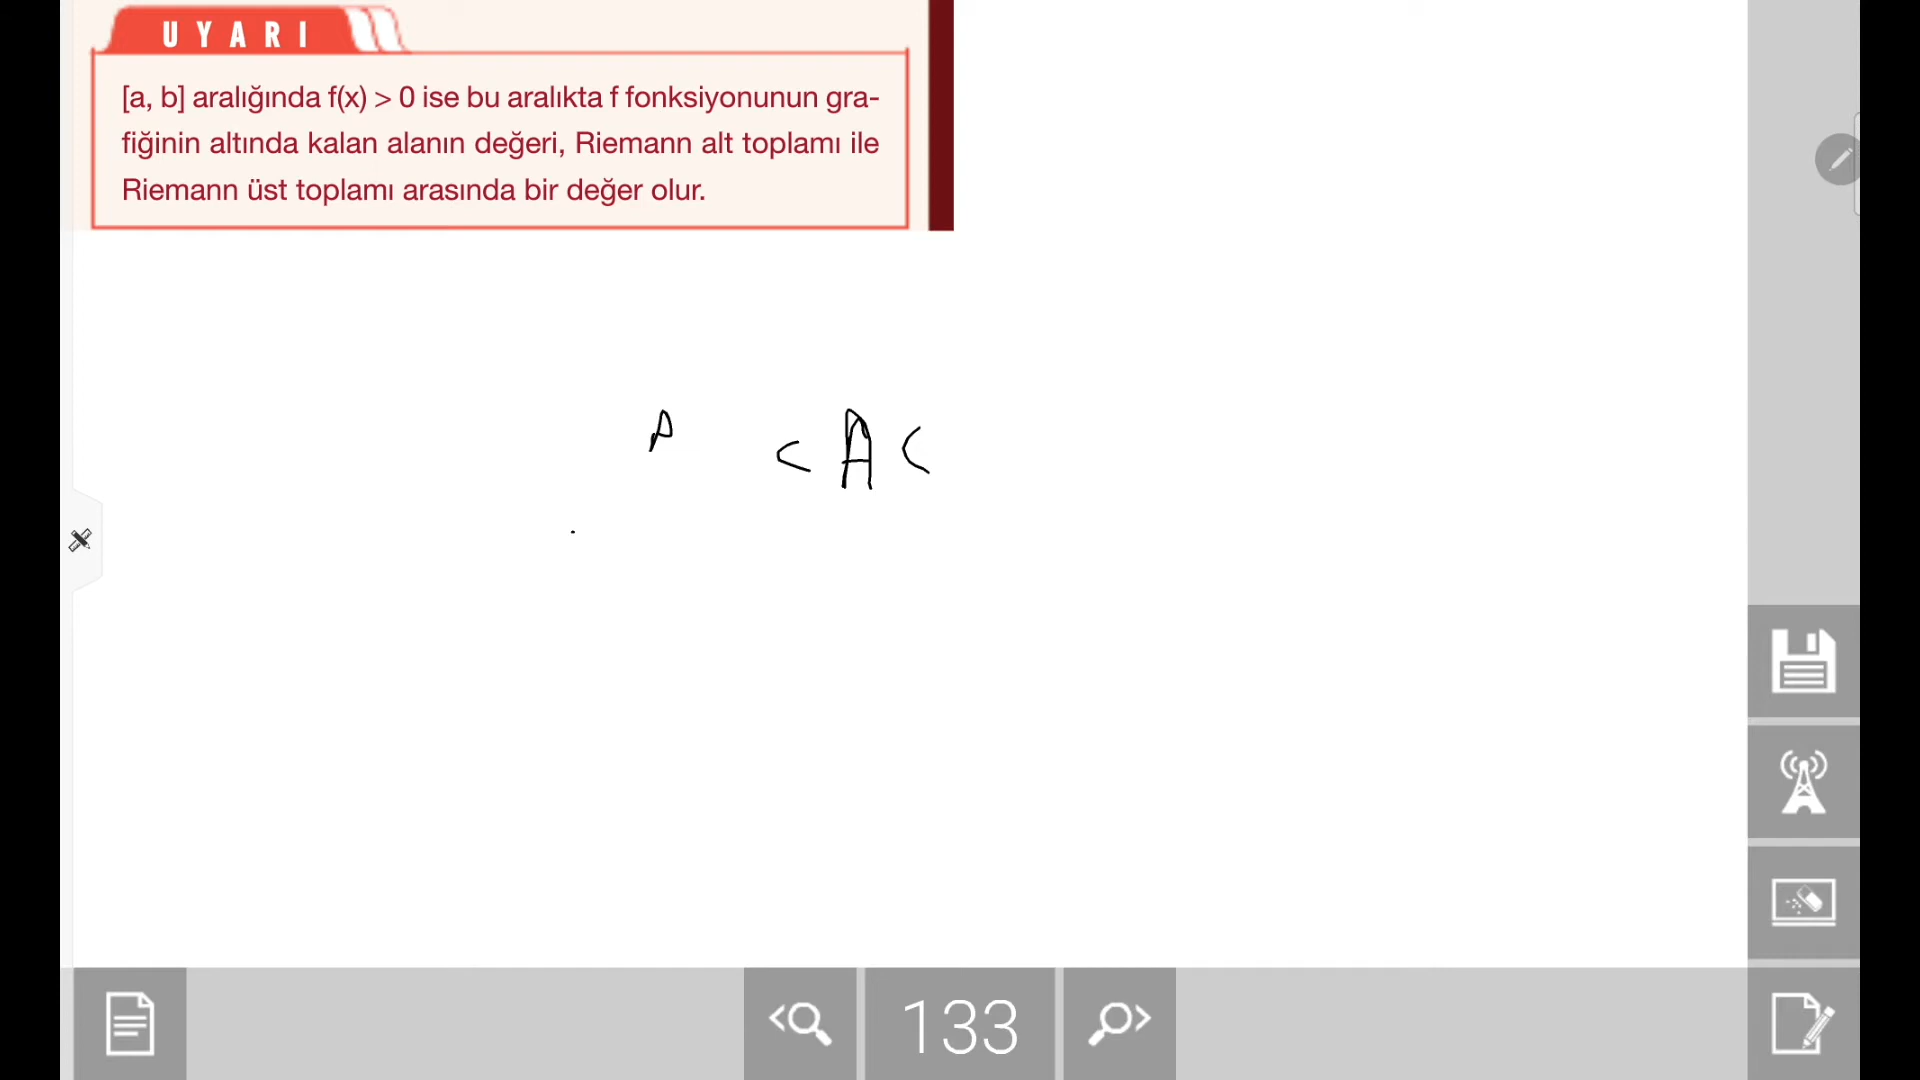 UYARI
[a, b] aralığında f(x) > 0 ise bu aralıkta f fonksiyonunun gra-
fiğinin altında kalan alanın değeri, Riemann alt toplamı ile
Riemann üst toplamı arasında bir değer olur.
A < A <
133